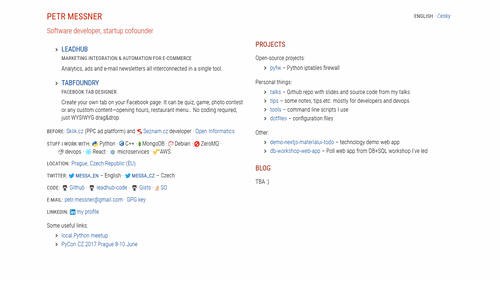 PETR MESSNER
ENGLISH · Česky
Software developer, startup cofounder
LEADHUB
MARKETING INTEGRATION & AUTOMATION FOR E-COMMERCE
Analytics, ads and e-mail newsletters all interconnected in a single tool.
TABFOUNDRY
FACEBOOK TAB DESIGNER
Create your own tab on your Facebook page. It can be quiz, game, photo contest
or any custom content—opening hours, restaurant menu... No coding required,
just WYSIWYG drag&drop.
BEFORE: Sklik.cz (PPC ad platform) and Seznam.cz developer · Open Informatics
STUFF I WORK WITH: Python · C++ · MongoDB · Debian · ZeroMQ ·
devops · React · microservices · AWS
LOCATION: Prague, Czech Republic (EU)
TWITTER: MESSA_EN – English · MESSA_CZ – Czech
CODE: Github · leadhub-code · Gists · SO
E-MAIL: petr.messner@gmail.com · GPG key
LINKEDIN: my profile
Some useful links:
local Python meetup
PyCon CZ 2017 Prague 8-10 June
PROJECTS
Open-source projects:
pyfw – Python iptables firewall
Personal things:
talks – Github repo with slides and source code from my talks
tips – some notes, tips etc. mostly for developers and devops
tools – command line scripts I use
dotfiles – configuration files
Other:
demo-nextjs-materialui-todo – technology demo web app
db-workshop-web-app – Poll web app from DB+SQL workshop I've led
BLOG
TBA :)